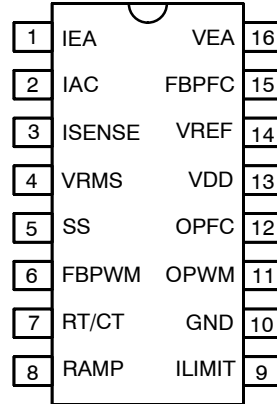 1 IEA VEA 16
2 IAC FBPFC 15
3 ISENSE VREF 14
4 VRMS VDD 13
5 SS OPFC 12
6 FBPWM OPWM 11
7 RT/CT GND 10
8 RAMP ILIMIT 9